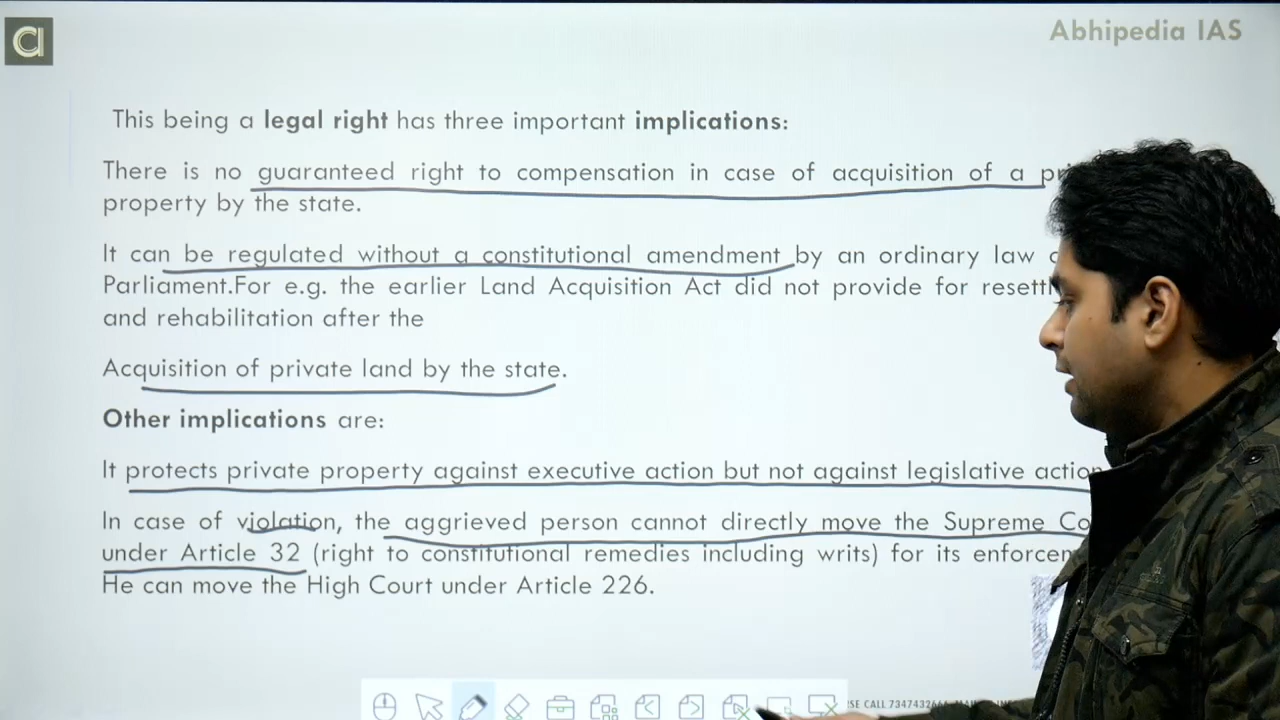 Abhipedia IAS
This being a legal right has three important implications:
There is no guaranteed right to compensation in case of acquisition of a
property by the state.
It can be regulated without a constitutional amendment by an ordinary law
Parliament.For e.g. the earlier Land Acquisition Act did not provide for
and rehabilitation after the
Acquisition of private land by the state.
Other implications are:
It protects private property against executive action but not against legislative action
In case of violation, the aggrieved person cannot directly move the Supreme
under Article 32 (right to constitutional remedies including writs) for its
He can move the High Court under Article 226.
CALL